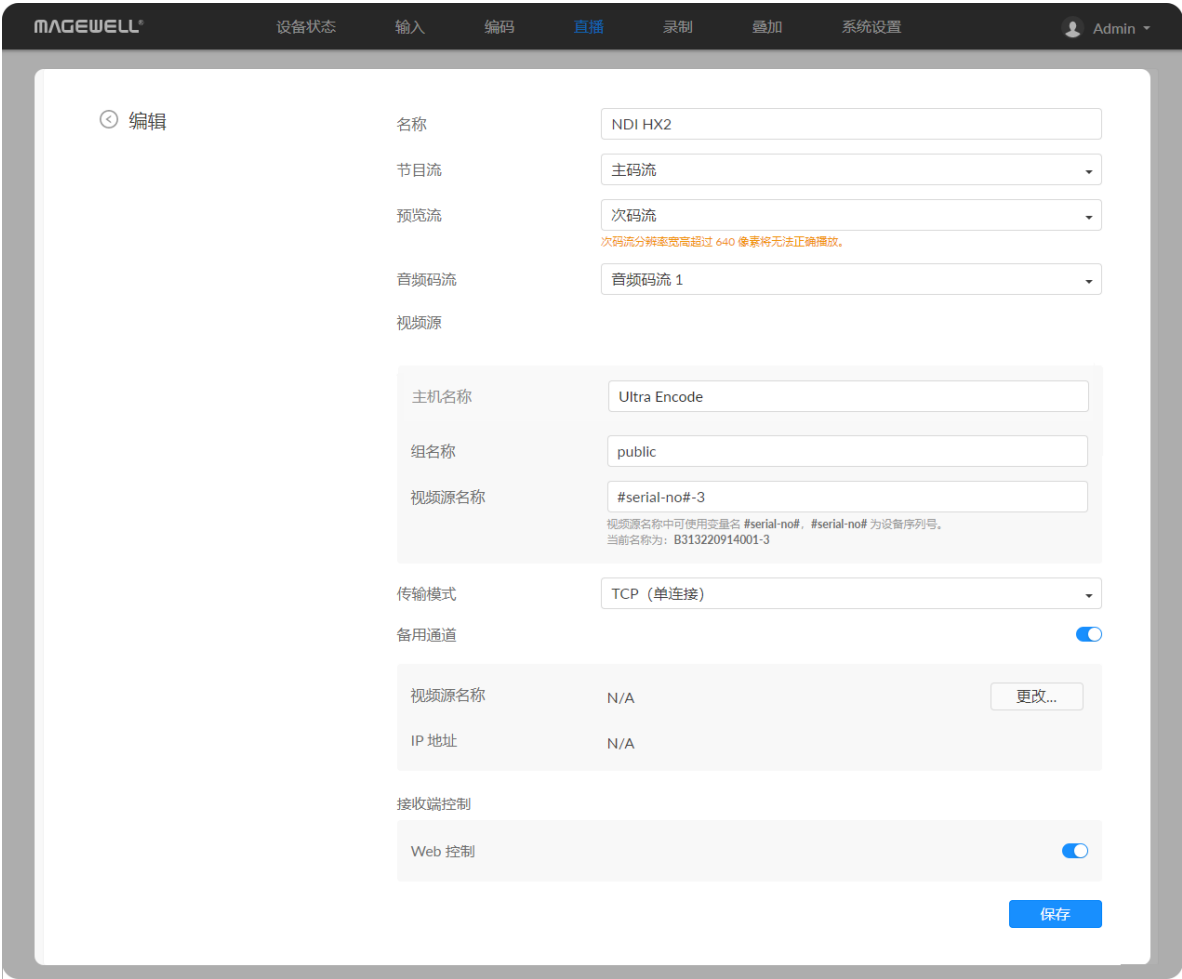 MAGEWELL®
设备状态 输入 编码 直播 录制 叠加 系统设置 Admin
编辑
名称 NDI HX2
节目流 主码流
预览流 次码流
次码流分辨率宽高超过 640 像素将无法正确播放。
音频码流 音频码流 1
视频源
主机名称 Ultra Encode
组名称 public
视频源名称 #serial-no#-3
视频源名称中可使用变量名 #serial-no#，#serial-no# 为设备序列号。
当前名称为：B313220914001-3
传输模式 TCP（单连接）
备用通道
视频源名称 N/A 更改...
IP 地址 N/A
接收端控制
Web 控制
保存